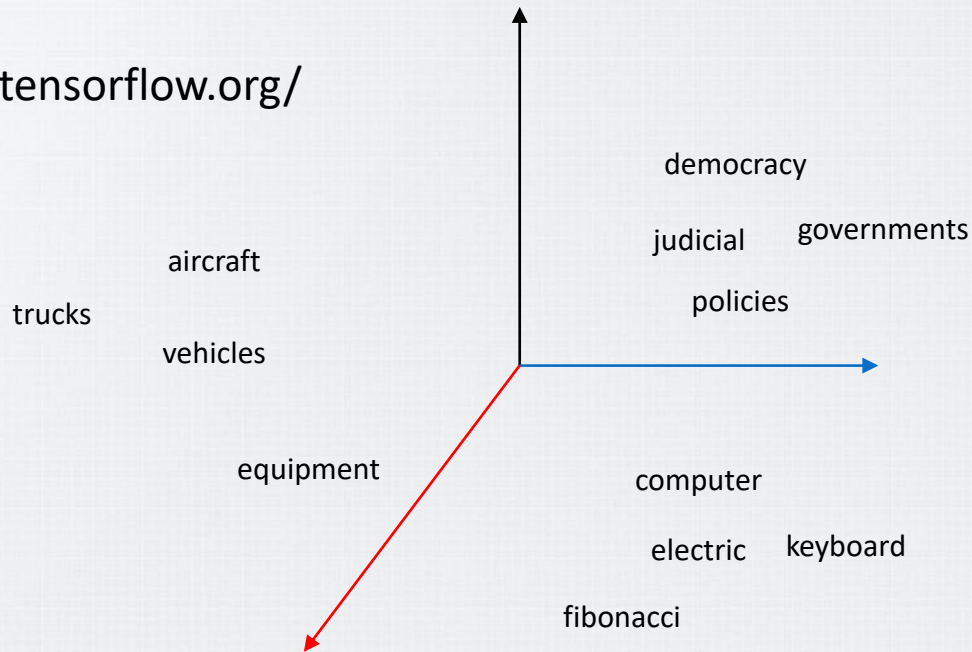 tensorflow.org/
democracy
judicial governments
aircraft
policies
trucks
vehicles
equipment
computer
electric keyboard
fibonacci